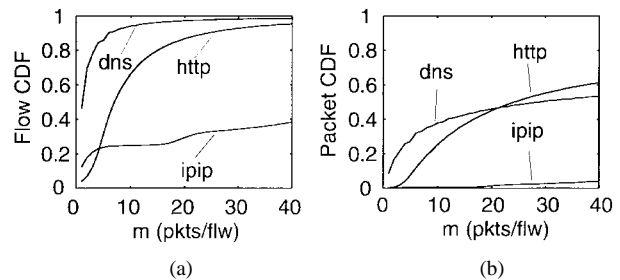 Flow CDF
1
0.8
0.6
0.4
0.2
0
dns
http
ipip
0 10 20 30 40
m (pkts/flw)
(a)
Packet CDF
1
0.8
0.6
0.4
0.2
0
http
dns
ipip
0 10 20 30 40
m (pkts/flw)
(b)